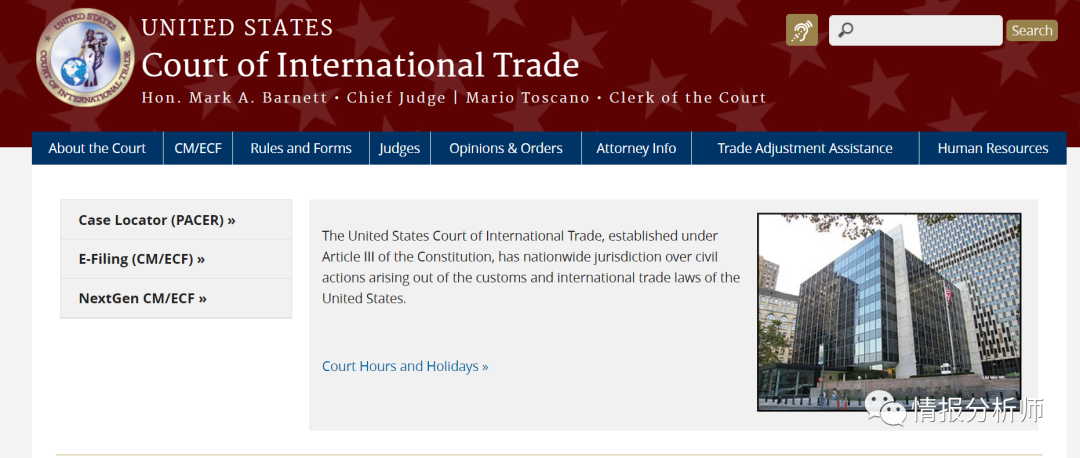 UNITED STATES
Court of International Trade
Hon. Mark A. Barnett • Chief Judge | Mario Toscano • Clerk of the Court
Search
UNITED STATES
COURT OF INTERNATIONAL TRADE
About the Court
CM/ECF
Rules and Forms
Judges
Opinions & Orders
Attorney Info
Trade Adjustment Assistance
Human Resources
Case Locator (PACER) »
E-Filing (CM/ECF) »
NextGen CM/ECF »
The United States Court of International Trade, established under
Article III of the Constitution, has nationwide jurisdiction over civil
actions arising out of the customs and international trade laws of the
United States.
Court Hours and Holidays »
情报分析师